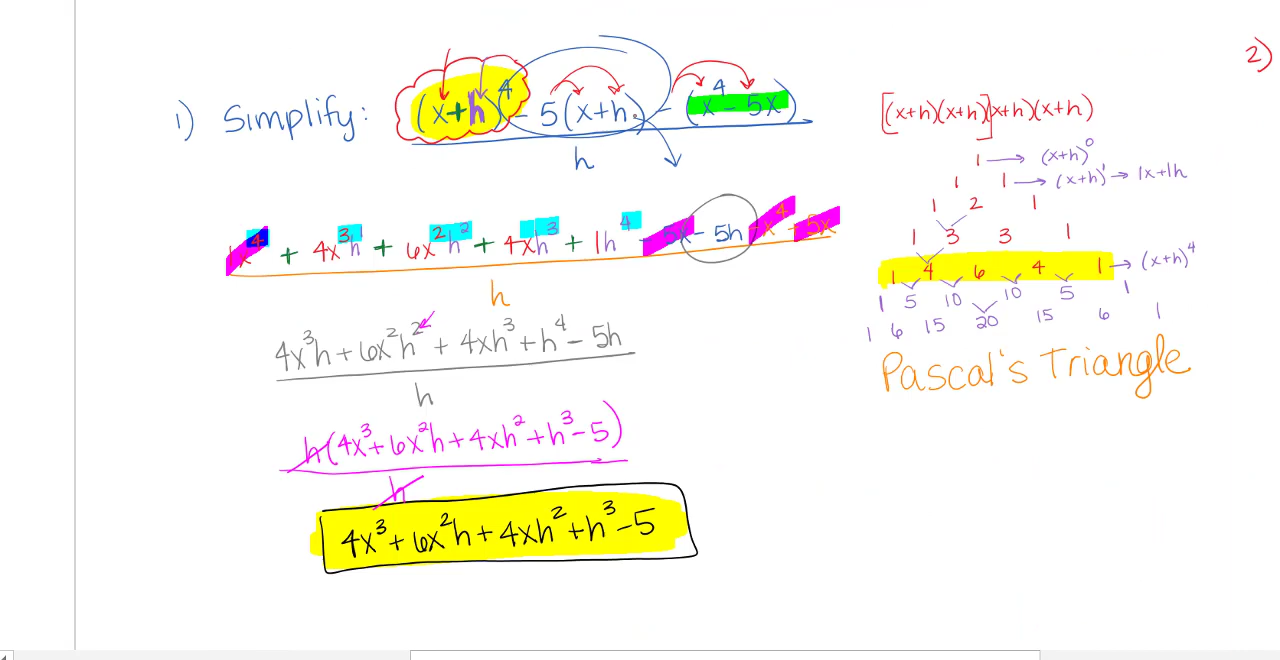 1) Simplify: (x+h)⁴ - 5(x+h) - (x⁴ - 5x)
h
1x⁴ + 4x³h + 6x²h² + 4xh³ + 1h⁴ - 5x - 5h - x⁴ + 5x
h
4x³h + 6x²h² + 4xh³ + h⁴ - 5h
h
h(4x³ + 6x²h + 4xh² + h³ - 5)
h
4x³ + 6x²h + 4xh² + h³ - 5
2)
[(x+h)(x+h)](x+h)(x+h)
1 → (x+h)⁰
1 1 → (x+h)¹ → 1x+1h
1 2 1
1 3 3 1
1 4 6 4 1 → (x+h)⁴
1 5 10 10 5 1
1 6 15 20 15 6 1
Pascal's Triangle